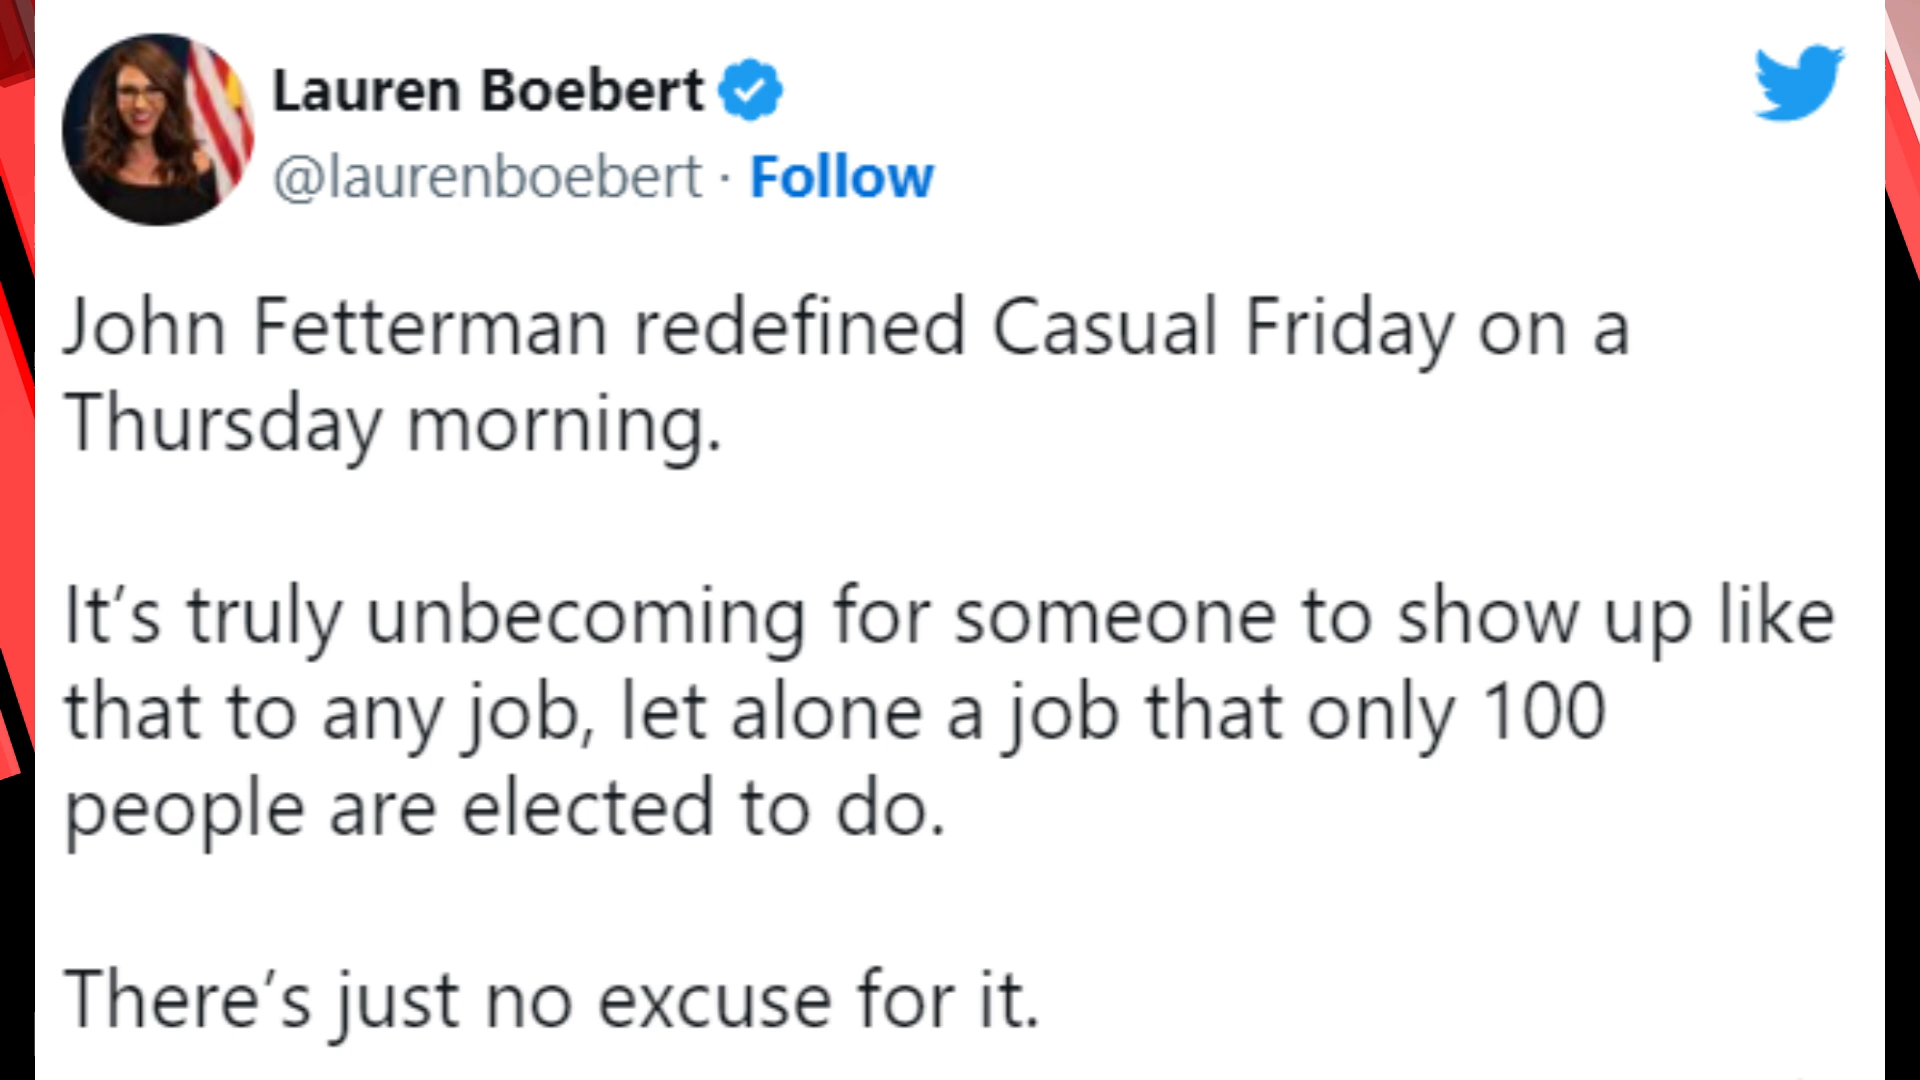 Lauren Boebert
@laurenboebert · Follow
John Fetterman redefined Casual Friday on a
Thursday morning.
It’s truly unbecoming for someone to show up like
that to any job, let alone a job that only 100
people are elected to do.
There’s just no excuse for it.